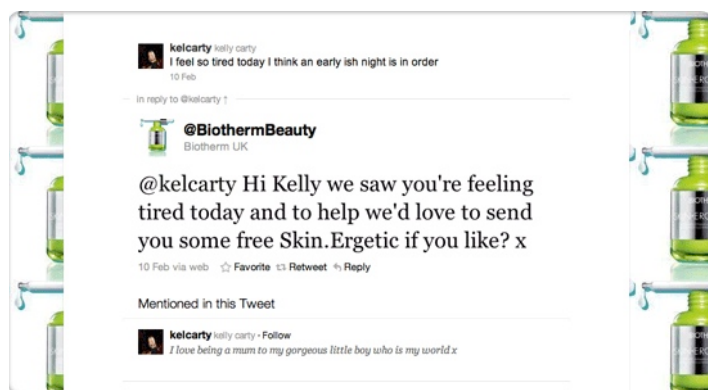 kelcarty kelly carty
I feel so tired today I think an early ish night is in order
10 Feb
in reply to @kelcarty ↑
@BiothermBeauty
Biotherm UK
@kelcarty Hi Kelly we saw you're feeling
tired today and to help we'd love to send
you some free Skin.Ergetic if you like? x
10 Feb via web Favorite Retweet Reply
Mentioned in this Tweet
kelcarty kelly carty · Follow
I love being a mum to my gorgeous little boy who is my world x